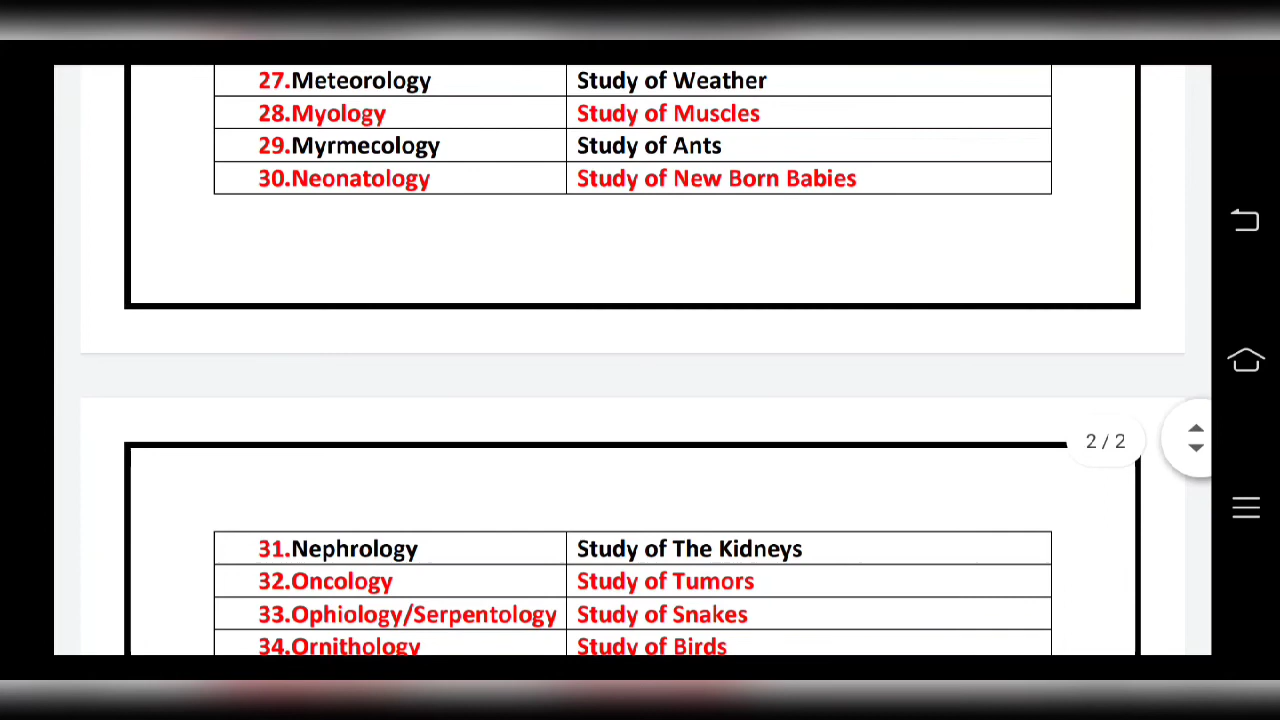 27.Meteorology Study of Weather
28.Myology Study of Muscles
29.Myrmecology Study of Ants
30.Neonatology Study of New Born Babies
2 / 2
31.Nephrology Study of The Kidneys
32.Oncology Study of Tumors
33.Ophiology/Serpentology Study of Snakes
34.Ornithology Study of Birds